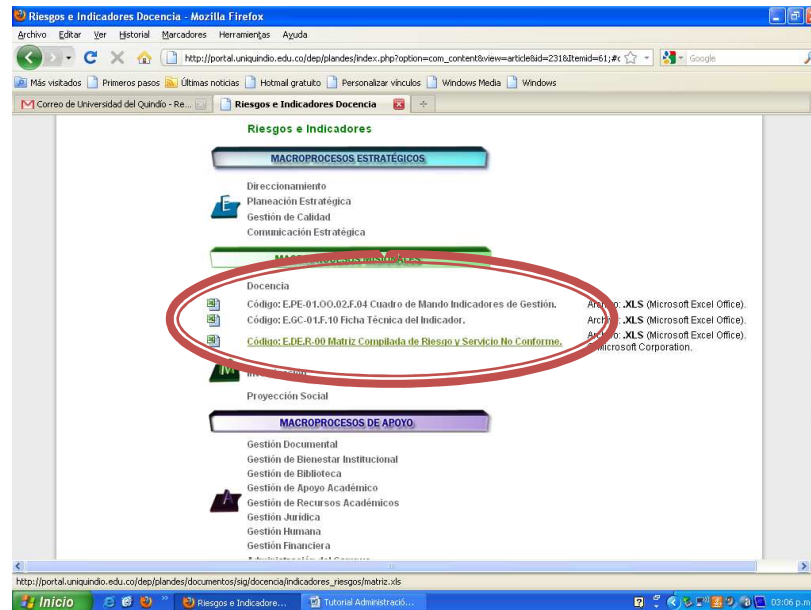 Riesgos e Indicadores Docencia - Mozilla Firefox
Archivo Editar Ver Historial Marcadores Herramientas Ayuda
http://portal.uniquindio.edu.co/dep/plandes/index.php?option=com_content&view=article&id=231&Itemid=61;#c
Google
Más visitados Primeros pasos Últimas noticias Hotmail gratuito Personalizar vínculos Windows Media Windows
Correo de Universidad del Quindío - Re... Riesgos e Indicadores Docencia
Riesgos e Indicadores
MACROPROCESOS ESTRATÉGICOS
E
Direccionamiento
Planeación Estratégica
Gestión de Calidad
Comunicación Estratégica
MACROPROCESOS MISIONALES
Docencia
Código: E.PE-01.OO.02.F.04 Cuadro de Mando Indicadores de Gestión. Archivo: .XLS (Microsoft Excel Office).
Código: E.GC-01.F.10 Ficha Técnica del Indicador. Archivo: .XLS (Microsoft Excel Office).
Código: E.DE.R-00 Matriz Compilada de Riesgo y Servicio No Conforme. Archivo: .XLS (Microsoft Excel Office).
Microsoft Corporation.
M
Proyección Social
MACROPROCESOS DE APOYO
Gestión Documental
Gestión de Bienestar Institucional
Gestión de Biblioteca
Gestión de Apoyo Académico
A
Gestión de Recursos Académicos
Gestión Jurídica
Gestión Humana
Gestión Financiera
http://portal.uniquindio.edu.co/dep/plandes/documentos/sig/docencia/indicadores_riesgos/matriz.xls
Inicio Riesgos e Indicadore... Tutorial Administració... 03:06 p.m.